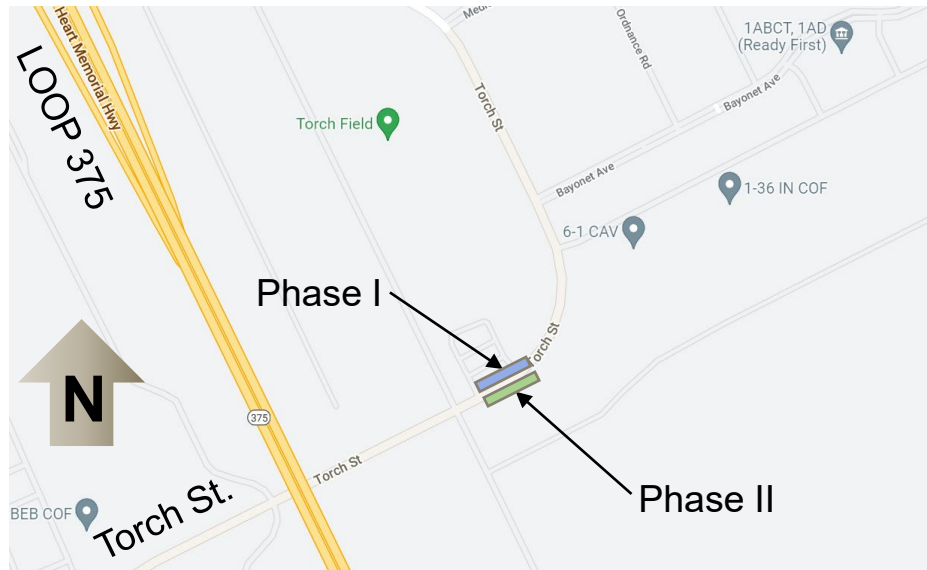 Heart Memorial Hwy
LOOP 375
Torch Field
Torch St
Ordnance Rd
1ABCT, 1AD
(Ready First)
Bayonet Ave
Bayonet Ave
1-36 IN COF
6-1 CAV
Phase I
Torch St
N
375
Torch St
Phase II
BEB COF
Torch St.